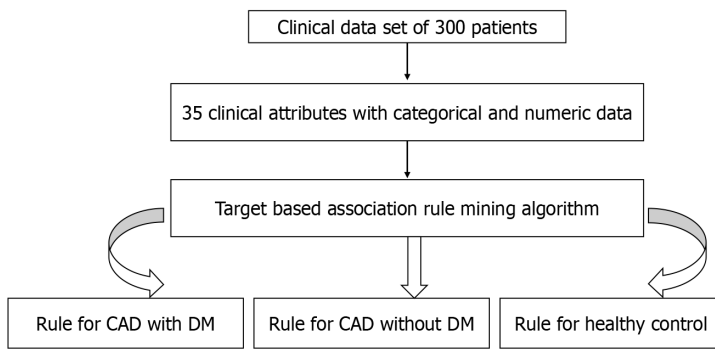 Clinical data set of 300 patients
35 clinical attributes with categorical and numeric data
Target based association rule mining algorithm
Rule for CAD with DM
Rule for CAD without DM
Rule for healthy control